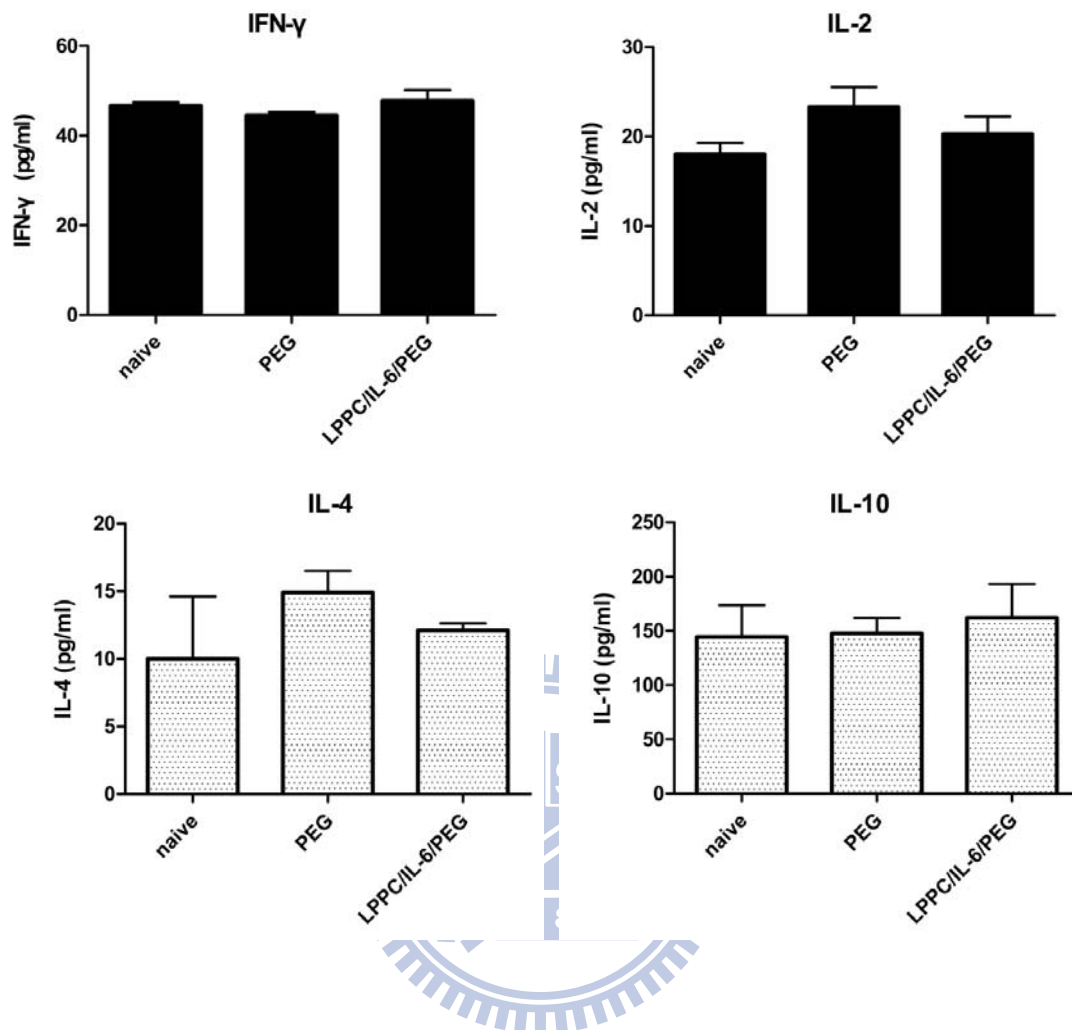 IFN-γ
IFN-γ (pg/ml)
60
40
20
0
naive
PEG
LPPC/IL-6/PEG
IL-2
IL-2 (pg/ml)
30
20
10
0
naive
PEG
LPPC/IL-6/PEG
IL-4
IL-4 (pg/ml)
20
15
10
5
0
naive
PEG
LPPC/IL-6/PEG
IL-10
IL-10 (pg/ml)
250
200
150
100
50
0
naive
PEG
LPPC/IL-6/PEG